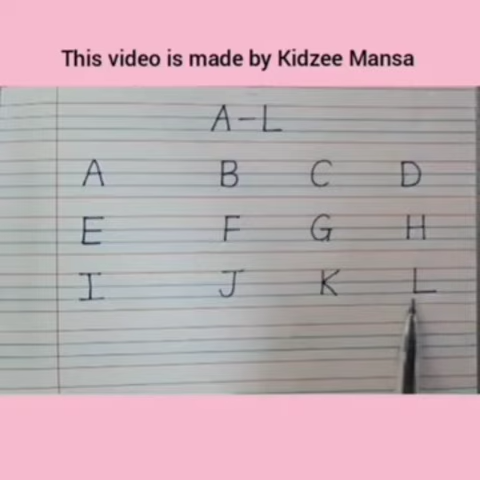 This video is made by Kidzee Mansa
A-L
A B C D
E F G H
I J K L